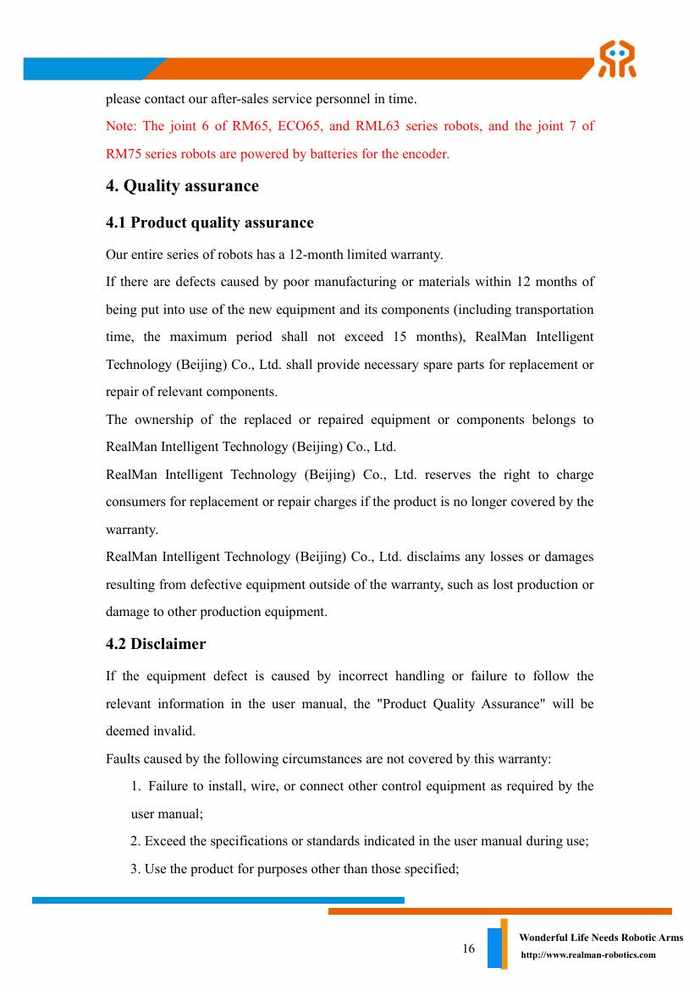 please contact our after-sales service personnel in time.
Note: The joint 6 of RM65, ECO65, and RML63 series robots, and the joint 7 of
RM75 series robots are powered by batteries for the encoder.
4. Quality assurance
4.1 Product quality assurance
Our entire series of robots has a 12-month limited warranty.
If there are defects caused by poor manufacturing or materials within 12 months of
being put into use of the new equipment and its components (including transportation
time, the maximum period shall not exceed 15 months), RealMan Intelligent
Technology (Beijing) Co., Ltd. shall provide necessary spare parts for replacement or
repair of relevant components.
The ownership of the replaced or repaired equipment or components belongs to
RealMan Intelligent Technology (Beijing) Co., Ltd.
RealMan Intelligent Technology (Beijing) Co., Ltd. reserves the right to charge
consumers for replacement or repair charges if the product is no longer covered by the
warranty.
RealMan Intelligent Technology (Beijing) Co., Ltd. disclaims any losses or damages
resulting from defective equipment outside of the warranty, such as lost production or
damage to other production equipment.
4.2 Disclaimer
If the equipment defect is caused by incorrect handling or failure to follow the
relevant information in the user manual, the "Product Quality Assurance" will be
deemed invalid.
Faults caused by the following circumstances are not covered by this warranty:
1. Failure to install, wire, or connect other control equipment as required by the
user manual;
2. Exceed the specifications or standards indicated in the user manual during use;
3. Use the product for purposes other than those specified;
16
Wonderful Life Needs Robotic Arms
http://www.realman-robotics.com